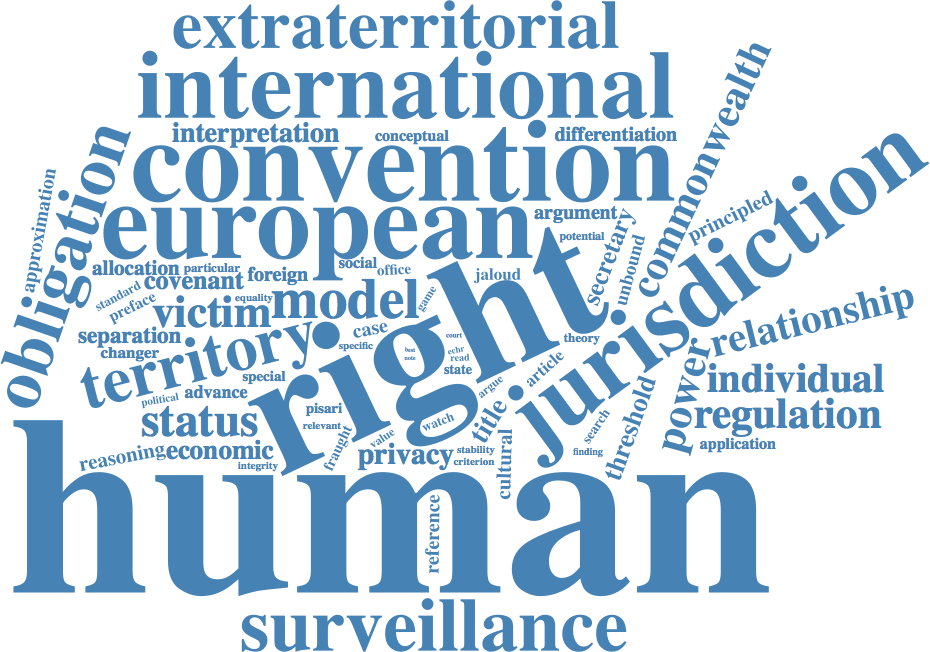 extraterritorial
international
interpretation
conceptual
differentiation
convention
commonwealth
european
argument
obligation
approximation
jurisdiction
principled
secretary
unbound
potential
allocation
particular
foreign
social
office
covenant
jaloud
standard
preface
equality
victim
model
game
separation
changer
territory
case
specific
right
best
note
court
echr
read
state
theory
relationship
power
political
advance
special
argue
article
individual
status
pisari
relevant
watch
title
search
threshold
regulation
reasoning
economic
integrity
fraught
value
privacy
stability
criterion
cultural
finding
application
human
reference
surveillance